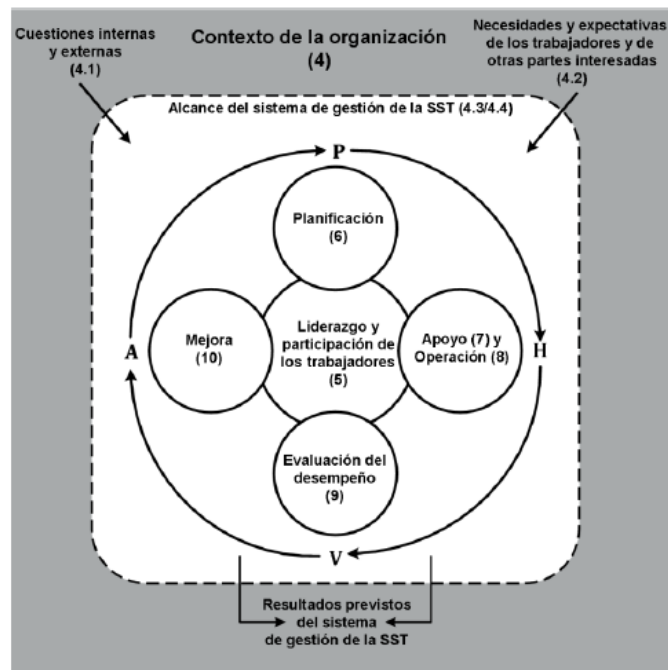 Cuestiones internas
y externas
(4.1)
Contexto de la organización
(4)
Necesidades y expectativas
de los trabajadores y de
otras partes interesadas
(4.2)
Alcance del sistema de gestión de la SST (4.3/4.4)
P
Planificación
(6)
A
Mejora
(10)
Liderazgo y
participación de
los trabajadores
(5)
Apoyo (7) y
Operación (8)
H
Evaluación del
desempeño
(9)
V
Resultados previstos
del sistema
de gestión de la SST